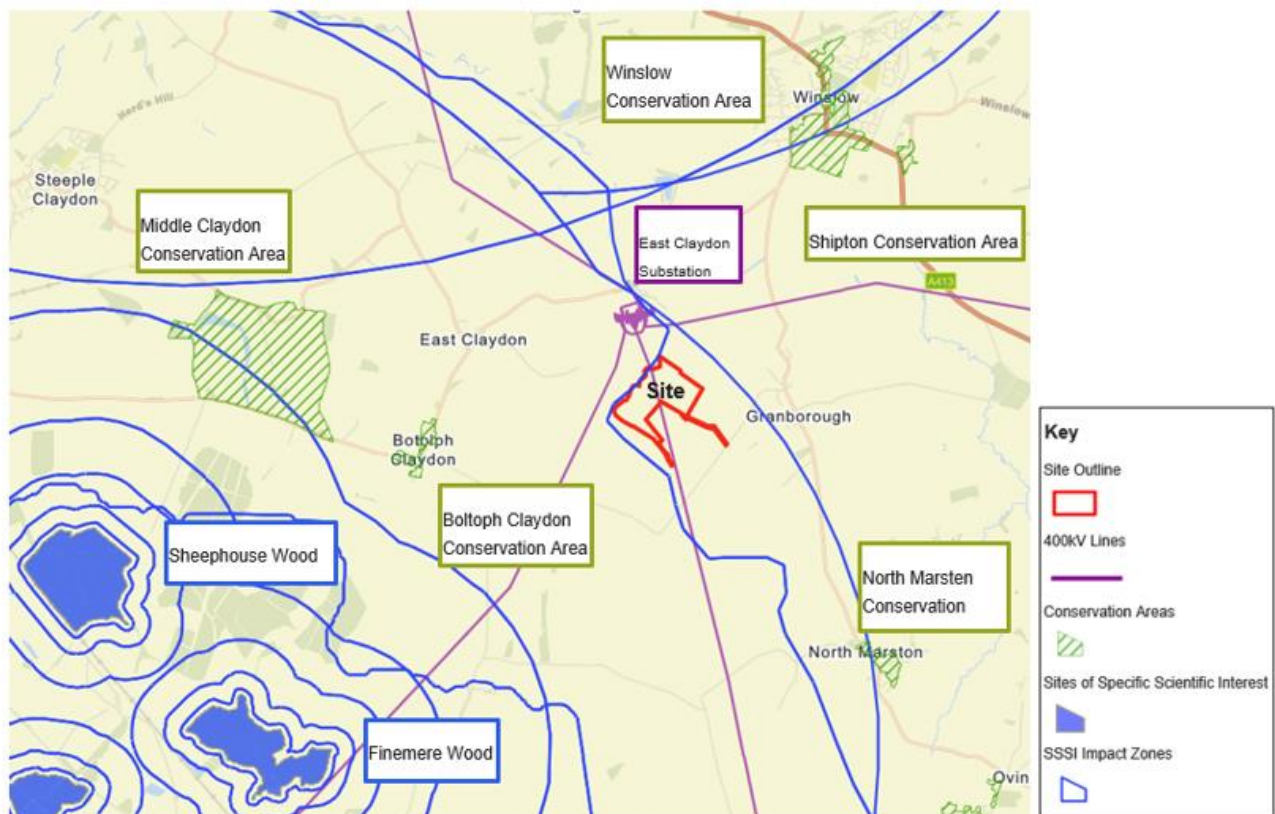 Winslow
Conservation Area
Winslow
Winslow
Herd's Hill
Steeple
Claydon
Middle Claydon
Conservation Area
East Claydon
Substation
Shipton Conservation Area
A413
East Claydon
Site
Granborough
Botolph
Claydon
Boltoph Claydon
Conservation Area
Sheephouse Wood
North Marsten
Conservation
North Marston
Finemere Wood
Ovin
Key
Site Outline
400kV Lines
Conservation Areas
Sites of Specific Scientific Interest
SSSI Impact Zones